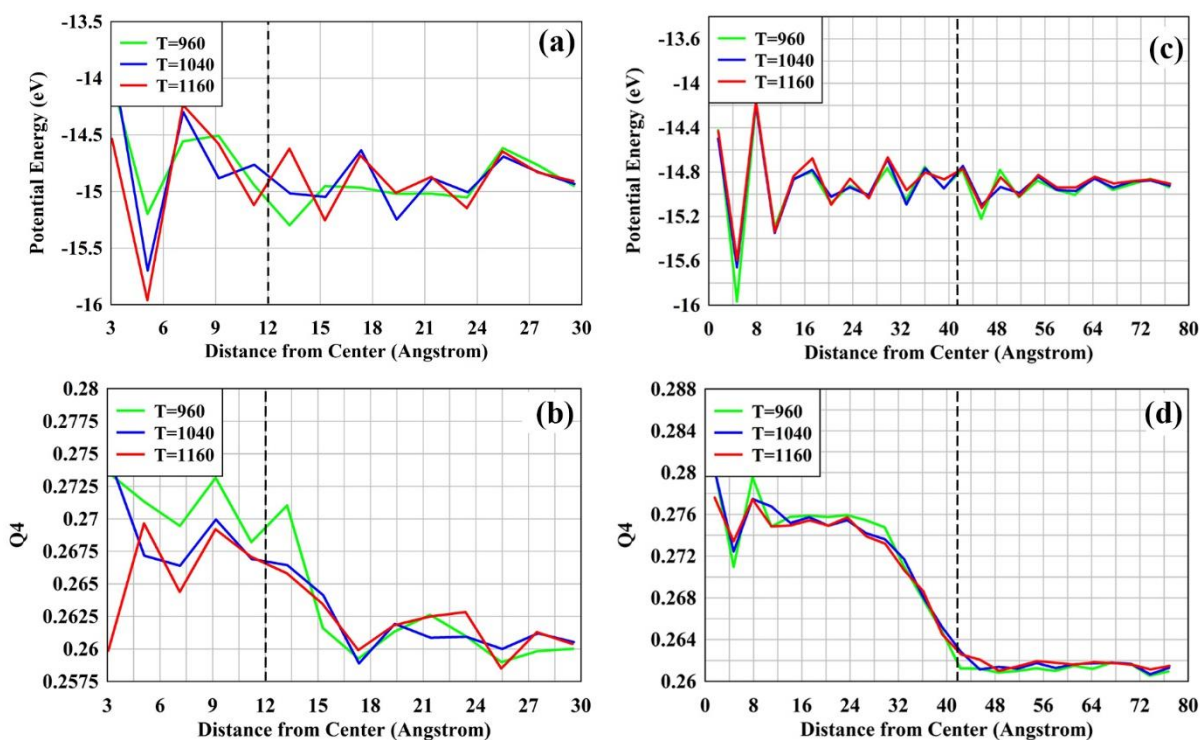 (a)
T=960
T=1040
T=1160
Potential Energy (eV)
-13.5
-14
-14.5
-15
-15.5
-16
3 6 9 12 15 18 21 24 27 30
Distance from Center (Angstrom)
(c)
T=960
T=1040
T=1160
Potential Energy (eV)
-13.6
-14.4
-14.8
-15.2
-15.6
-16
0 8 16 24 32 40 48 56 64 72 80
Distance from Center (Angstrom)
(b)
T=960
T=1040
T=1160
Q4
0.28
0.2775
0.275
0.2725
0.27
0.2675
0.265
0.2625
0.26
0.2575
3 6 9 12 15 18 21 24 27 30
Distance from Center (Angstrom)
(d)
T=960
T=1040
T=1160
Q4
0.288
0.284
0.28
0.276
0.272
0.268
0.264
0.26
0 8 16 24 32 40 48 56 64 72 80
Distance from Center (Angstrom)